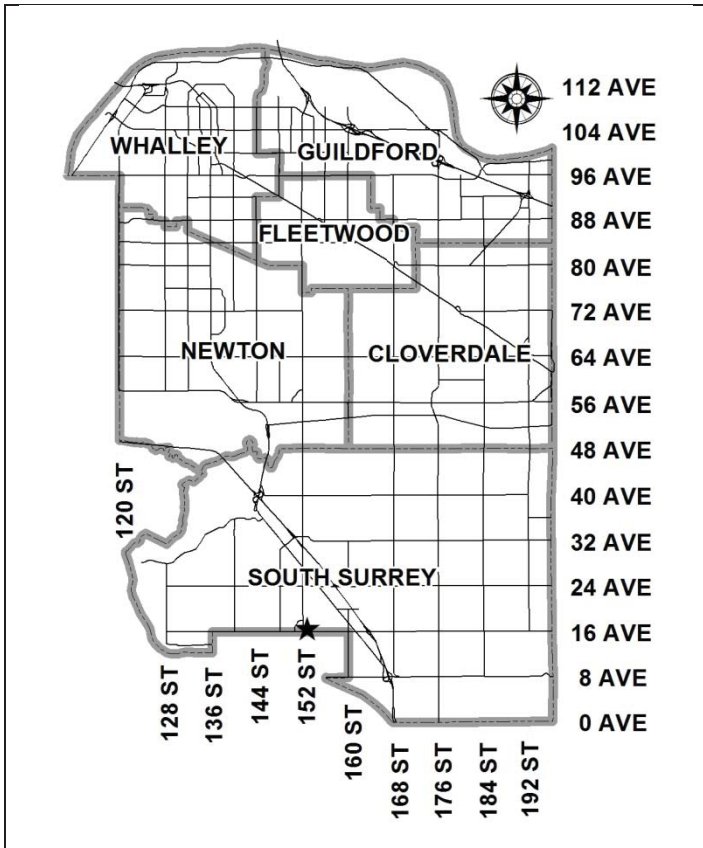 112 AVE
104 AVE
WHALLEY
GUILDFORD
96 AVE
88 AVE
FLEETWOOD
80 AVE
72 AVE
NEWTON
CLOVERDALE
64 AVE
56 AVE
48 AVE
120 ST
40 AVE
32 AVE
SOUTH SURREY
24 AVE
16 AVE
128 ST
136 ST
144 ST
152 ST
160 ST
8 AVE
0 AVE
168 ST
176 ST
184 ST
192 ST